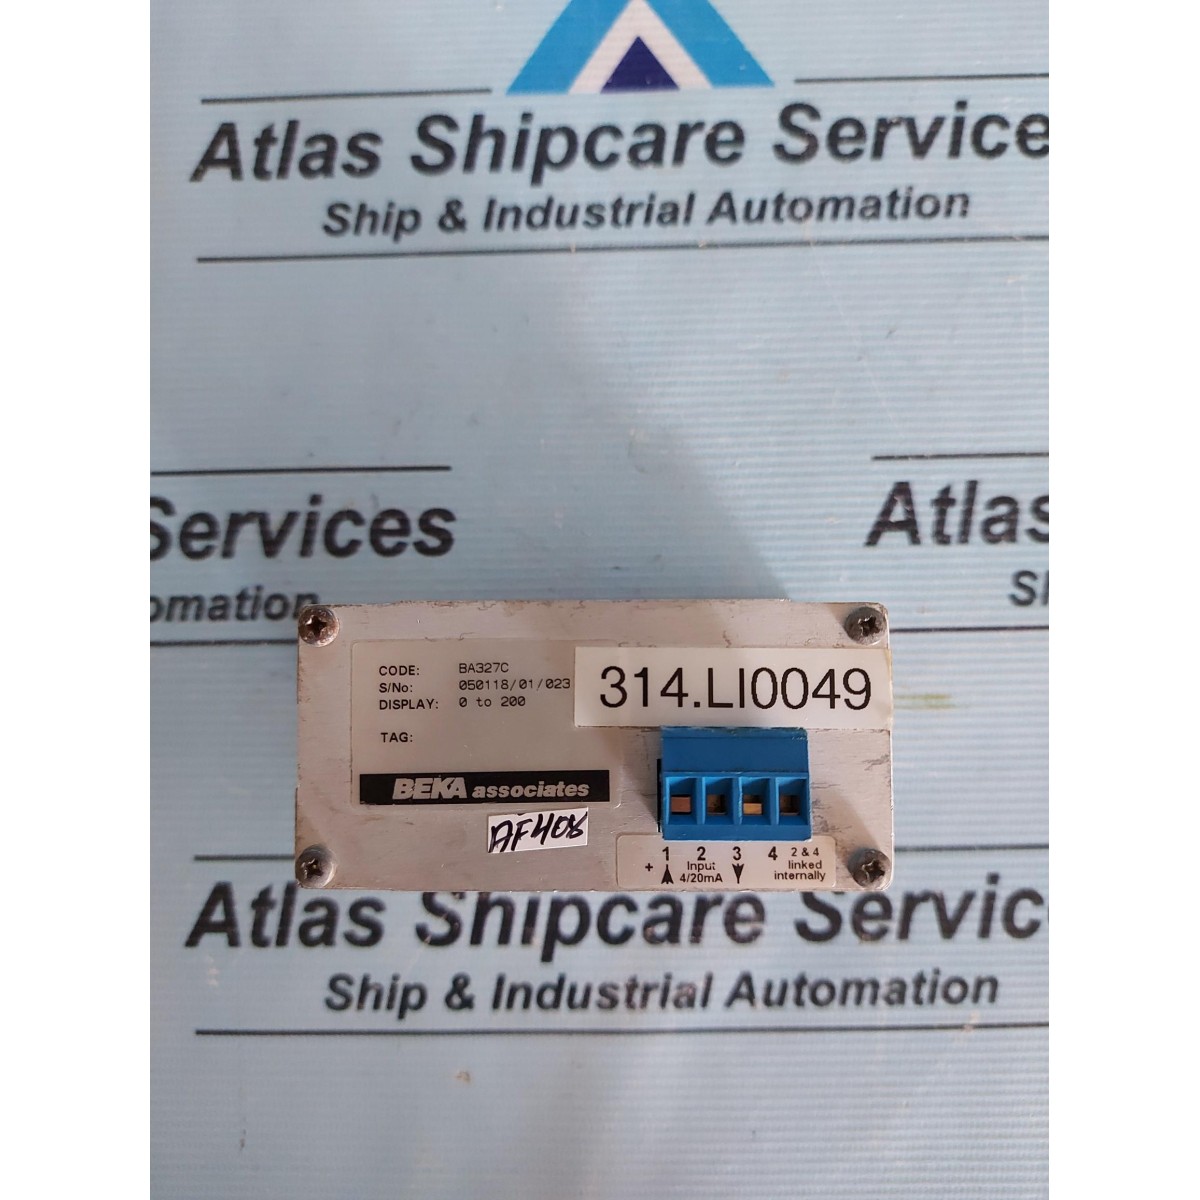 Atlas Shipcare Services
Ship & Industrial Automation
Services
omation
Atlas
CODE: BA327C
S/No: 050118/01/023
DISPLAY: 0 to 200
TAG:
BEKA associates
314.LI0049
AF408
+ 1 2 3 4 2 & 4
Input linked
4/20mA internally
Atlas Shipcare Servic
Ship & Industrial Automation